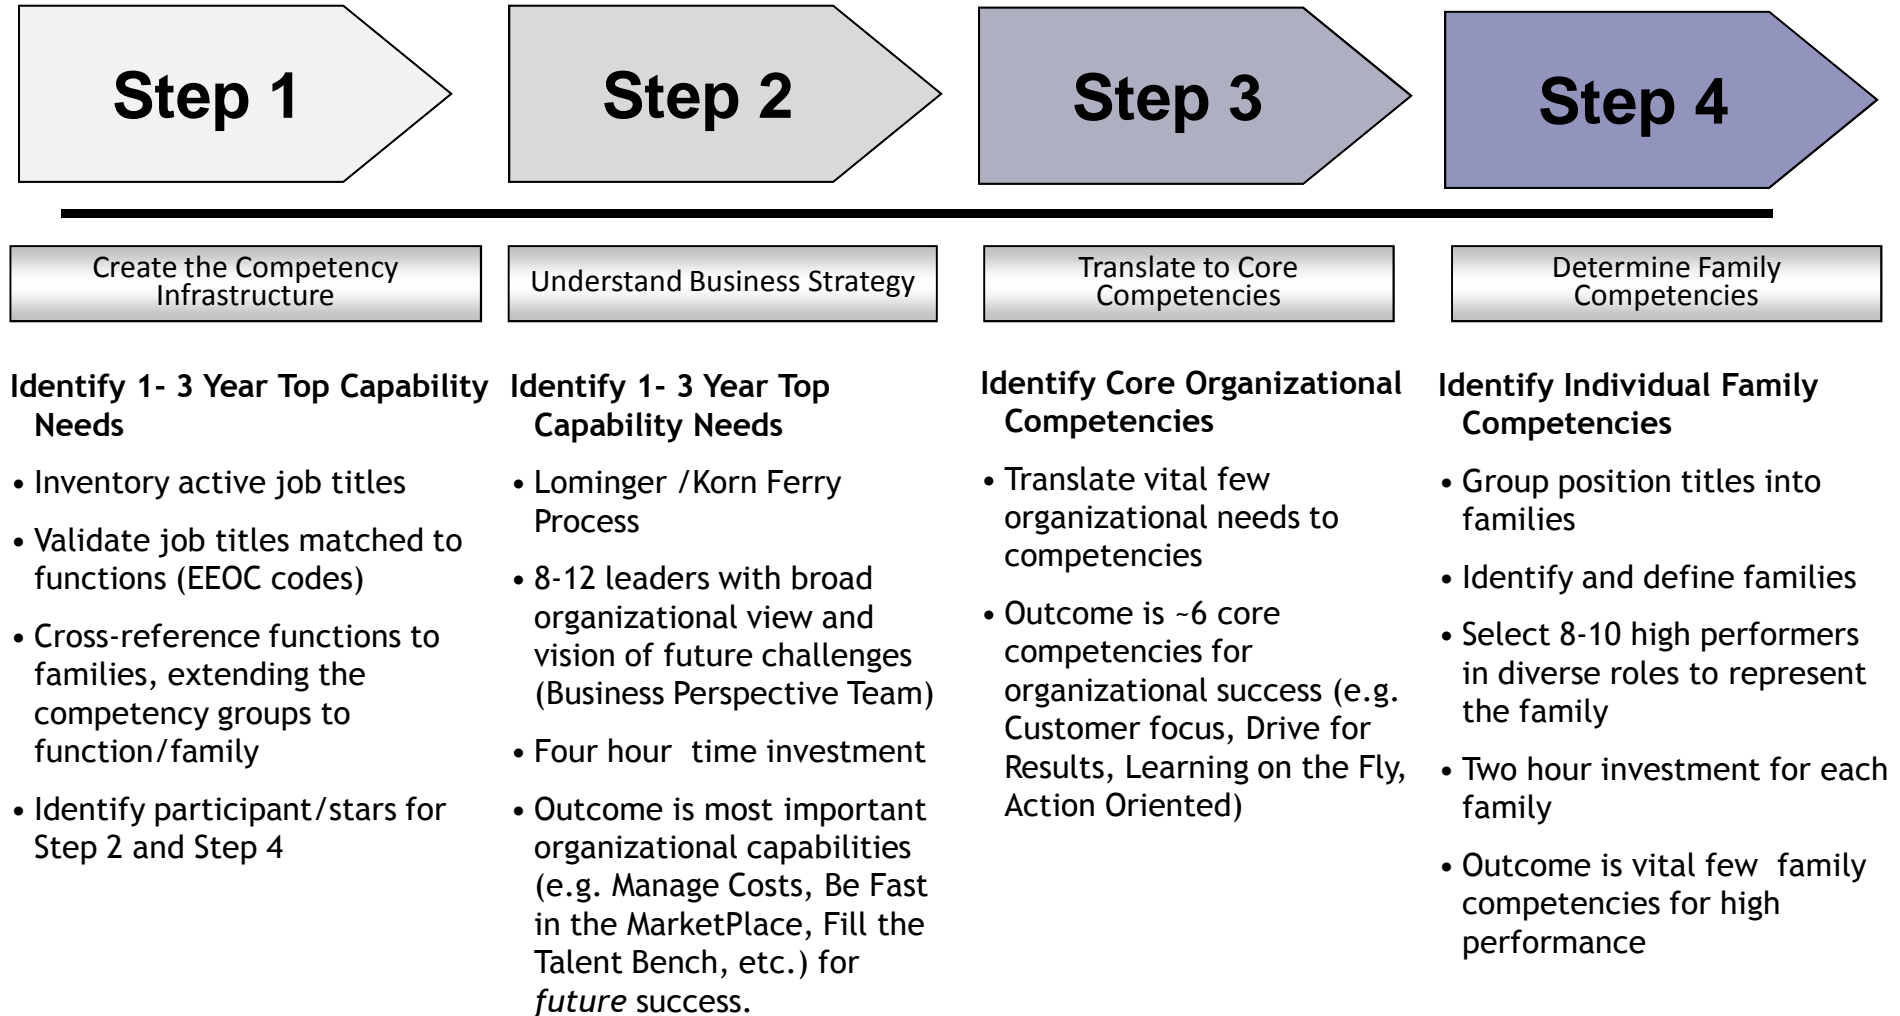 Step 1
Step 2
Step 3
Step 4
Create the Competency
Infrastructure
Understand Business Strategy
Translate to Core
Competencies
Determine Family
Competencies
Identify 1- 3 Year Top Capability
Needs
• Inventory active job titles
• Validate job titles matched to
functions (EEOC codes)
• Cross-reference functions to
families, extending the
competency groups to
function/family
• Identify participant/stars for
Step 2 and Step 4
Identify 1- 3 Year Top
Capability Needs
• Lominger /Korn Ferry
Process
• 8-12 leaders with broad
organizational view and
vision of future challenges
(Business Perspective Team)
• Four hour  time investment
• Outcome is most important
organizational capabilities
(e.g. Manage Costs, Be Fast
in the MarketPlace, Fill the
Talent Bench, etc.) for
future success.
Identify Core Organizational
Competencies
• Translate vital few
organizational needs to
competencies
• Outcome is ~6 core
competencies for
organizational success (e.g.
Customer focus, Drive for
Results, Learning on the Fly,
Action Oriented)
Identify Individual Family
Competencies
• Group position titles into
families
• Identify and define families
• Select 8-10 high performers
in diverse roles to represent
the family
• Two hour investment for each
family
• Outcome is vital few  family
competencies for high
performance